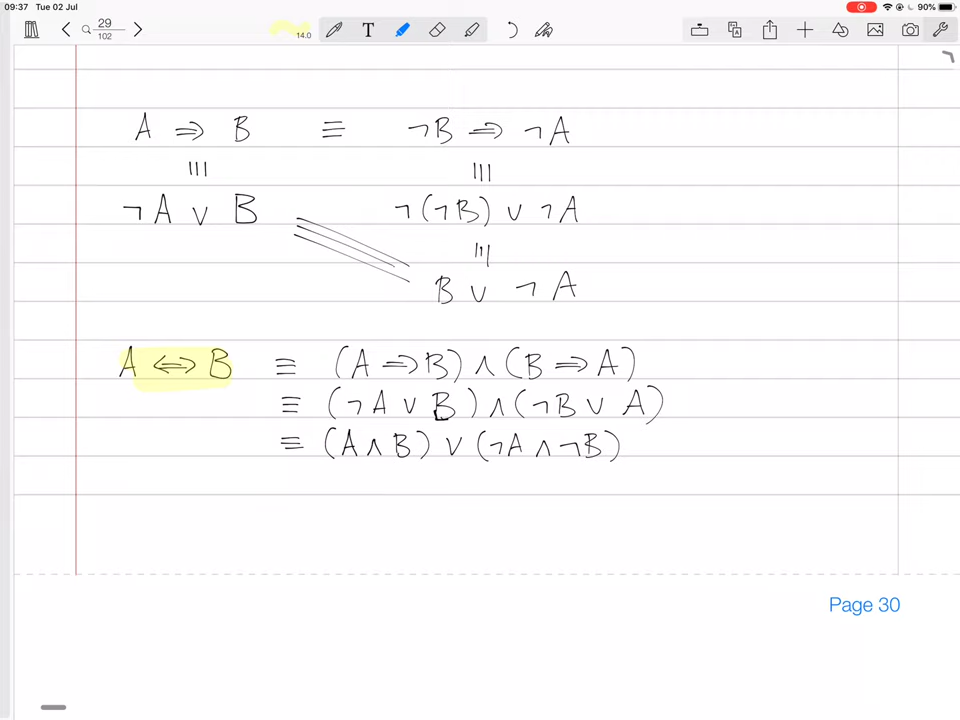 09:37 Tue 02 Jul 90%
29
102
14.0
T
A ⇒ B ≡ ¬B ⇒ ¬A
≡ ≡
¬A ∨ B ¬(¬B) ∨ ¬A
≡
B ∨ ¬A
A ⇔ B ≡ (A ⇒ B) ∧ (B ⇒ A)
≡ (¬A ∨ B) ∧ (¬B ∨ A)
≡ (A ∧ B) ∨ (¬A ∧ ¬B)
Page 30